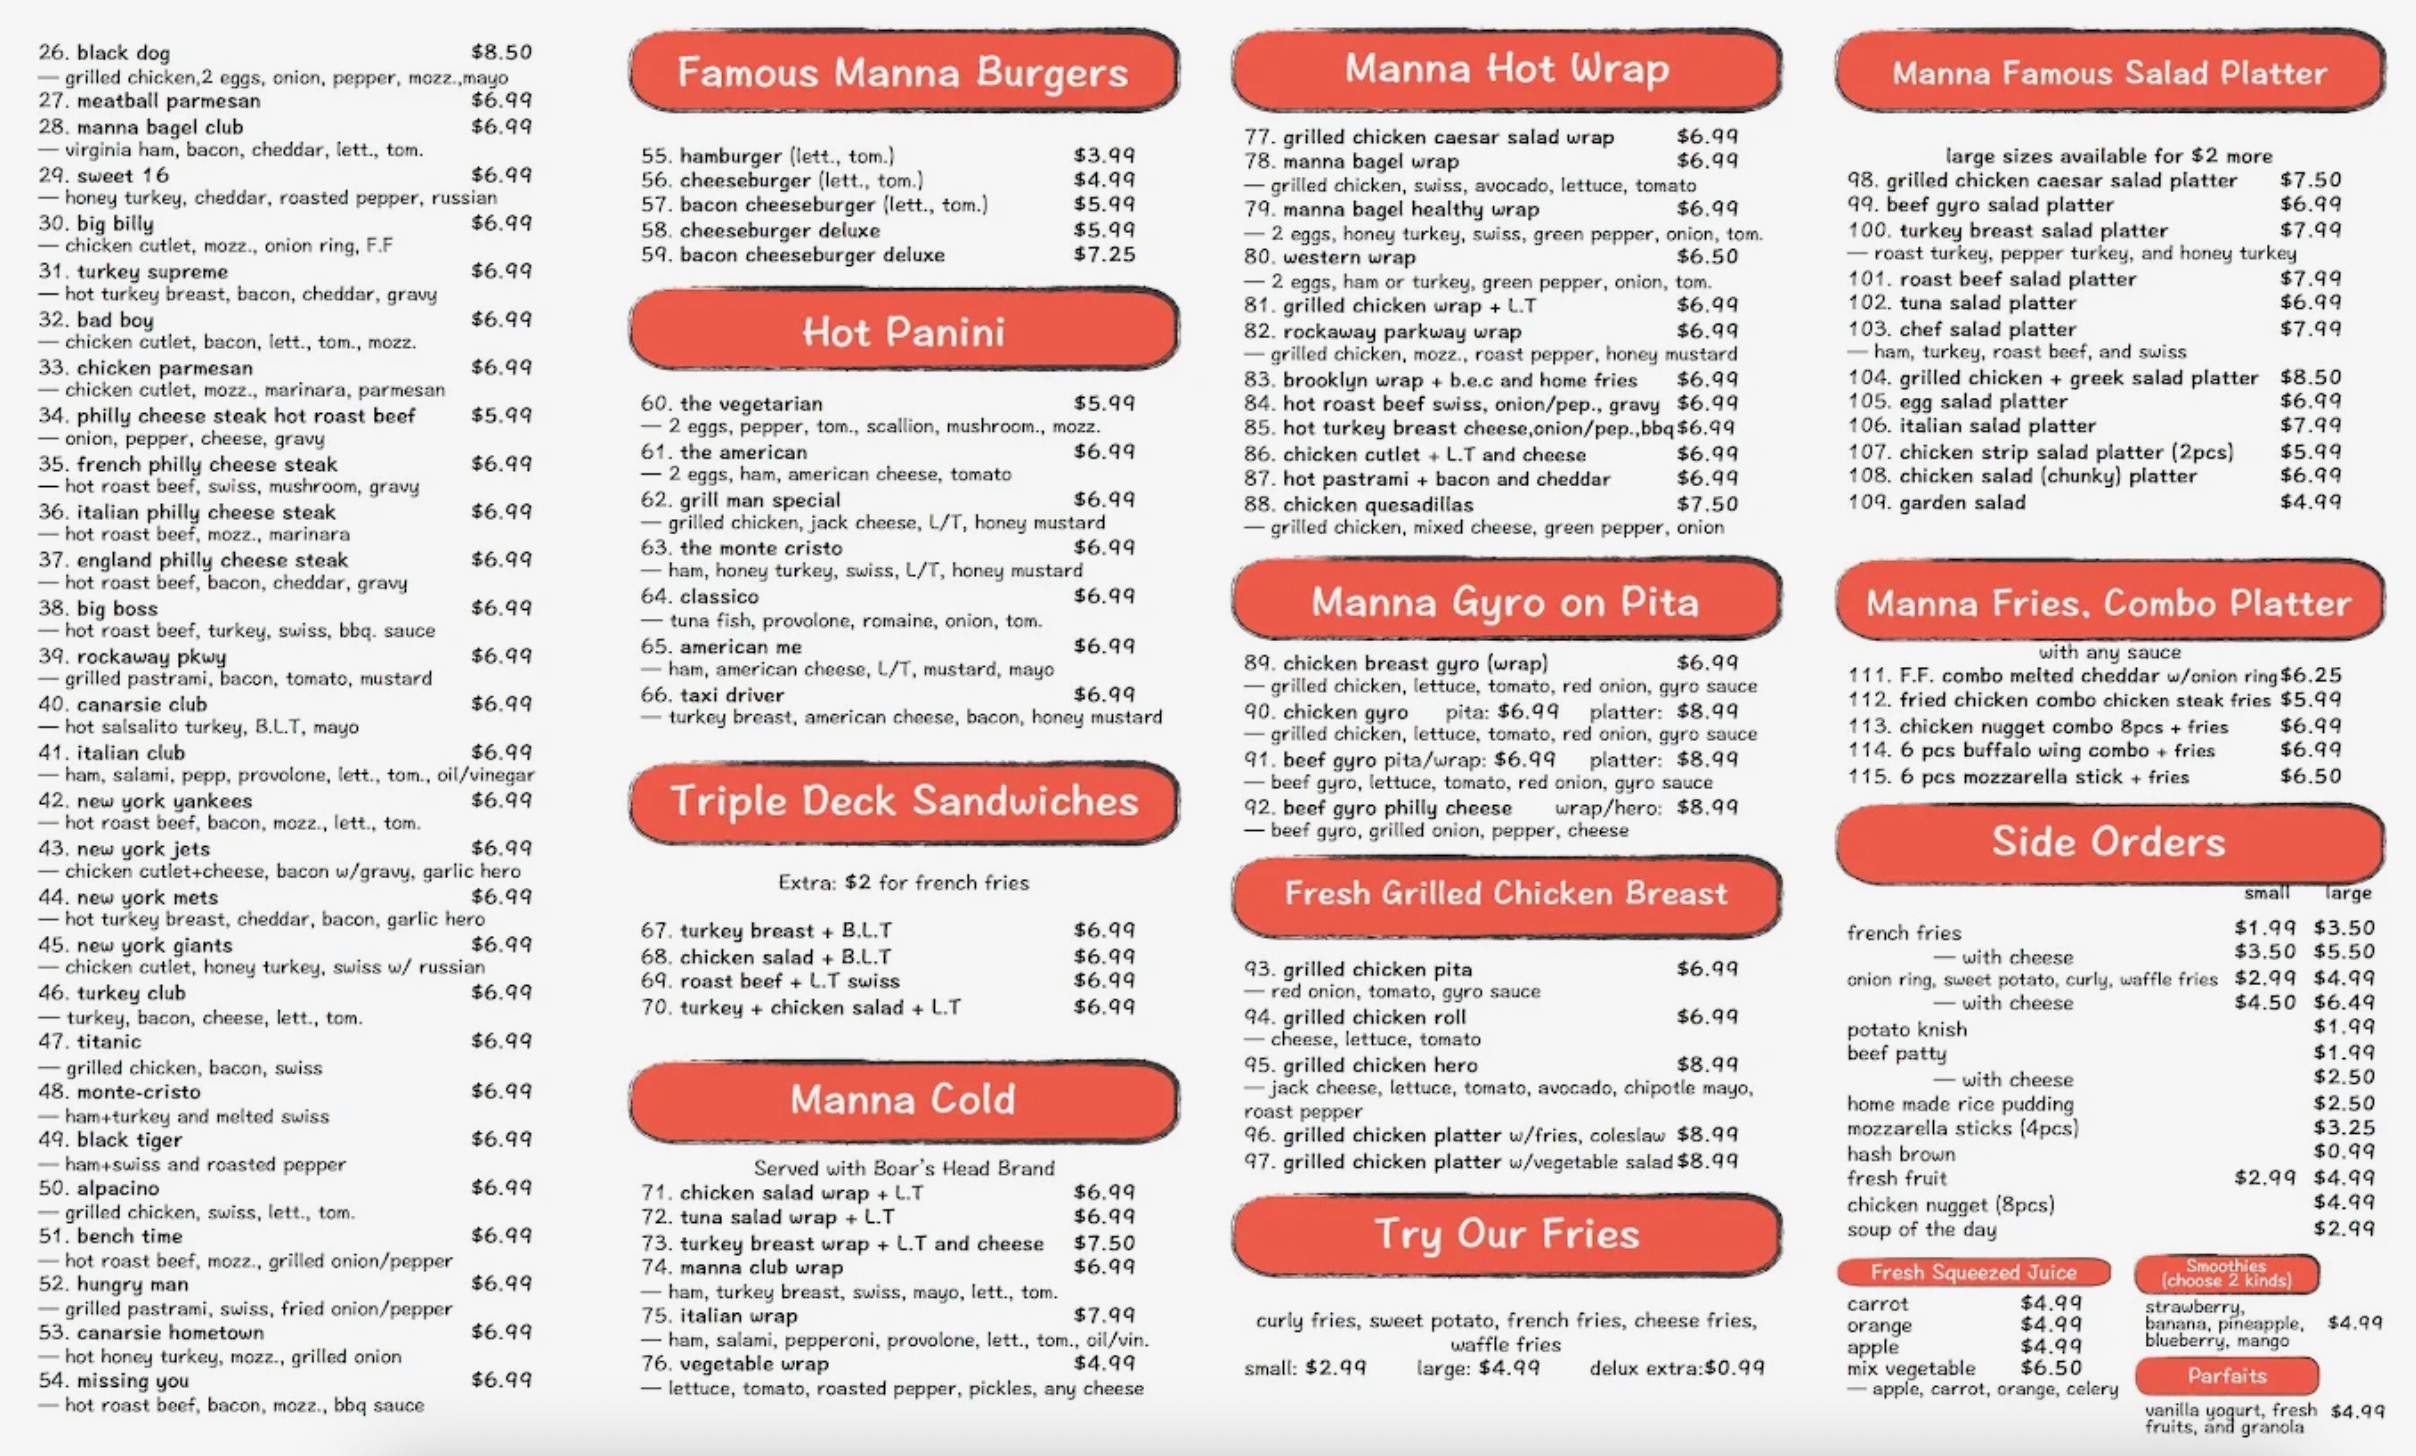 26. black dog $8.50
— grilled chicken,2 eggs, onion, pepper, mozz.,mayo
27. meatball parmesan $6.99
28. manna bagel club $6.99
— virginia ham, bacon, cheddar, lett., tom.
29. sweet 16 $6.99
— honey turkey, cheddar, roasted pepper, russian
30. big billy $6.99
— chicken cutlet, mozz., onion ring, F.F
31. turkey supreme $6.99
— hot turkey breast, bacon, cheddar, gravy
32. bad boy $6.99
— chicken cutlet, bacon, lett., tom., mozz.
33. chicken parmesan $6.99
— chicken cutlet, mozz., marinara, parmesan
34. philly cheese steak hot roast beef $5.99
— onion, pepper, cheese, gravy
35. french philly cheese steak $6.99
— hot roast beef, swiss, mushroom, gravy
36. italian philly cheese steak $6.99
— hot roast beef, mozz., marinara
37. england philly cheese steak $6.99
— hot roast beef, bacon, cheddar, gravy
38. big boss $6.99
— hot roast beef, turkey, swiss, bbq. sauce
39. rockaway pkwy $6.99
— grilled pastrami, bacon, tomato, mustard
40. canarsie club $6.99
— hot salsalito turkey, B.L.T, mayo
41. italian club $6.99
— ham, salami, pepp, provolone, lett., tom., oil/vinegar
42. new york yankees $6.99
— hot roast beef, bacon, mozz., lett., tom.
43. new york jets $6.99
— chicken cutlet+cheese, bacon w/gravy, garlic hero
44. new york mets $6.99
— hot turkey breast, cheddar, bacon, garlic hero
45. new york giants $6.99
— chicken cutlet, honey turkey, swiss w/ russian
46. turkey club $6.99
— turkey, bacon, cheese, lett., tom.
47. titanic $6.99
— grilled chicken, bacon, swiss
48. monte-cristo $6.99
— ham+turkey and melted swiss
49. black tiger $6.99
— ham+swiss and roasted pepper
50. alpacino $6.99
— grilled chicken, swiss, lett., tom.
51. bench time $6.99
— hot roast beef, mozz., grilled onion/pepper
52. hungry man $6.99
— grilled pastrami, swiss, fried onion/pepper
53. canarsie hometown $6.99
— hot honey turkey, mozz., grilled onion
54. missing you $6.99
— hot roast beef, bacon, mozz., bbq sauce
Famous Manna Burgers
55. hamburger (lett., tom.) $3.99
56. cheeseburger (lett., tom.) $4.99
57. bacon cheeseburger (lett., tom.) $5.99
58. cheeseburger deluxe $5.99
59. bacon cheeseburger deluxe $7.25
Hot Panini
60. the vegetarian $5.99
— 2 eggs, pepper, tom., scallion, mushroom., mozz.
61. the american $6.99
— 2 eggs, ham, american cheese, tomato
62. grill man special $6.99
— grilled chicken, jack cheese, L/T, honey mustard
63. the monte cristo $6.99
— ham, honey turkey, swiss, L/T, honey mustard
64. classico $6.99
— tuna fish, provolone, romaine, onion, tom.
65. american me $6.99
— ham, american cheese, L/T, mustard, mayo
66. taxi driver $6.99
— turkey breast, american cheese, bacon, honey mustard
Triple Deck Sandwiches
Extra: $2 for french fries
67. turkey breast + B.L.T $6.99
68. chicken salad + B.L.T $6.99
69. roast beef + L.T swiss $6.99
70. turkey + chicken salad + L.T $6.99
Manna Cold
Served with Boar's Head Brand
71. chicken salad wrap + L.T $6.99
72. tuna salad wrap + L.T $6.99
73. turkey breast wrap + L.T and cheese $7.50
74. manna club wrap $6.99
— ham, turkey breast, swiss, mayo, lett., tom.
75. italian wrap $7.99
— ham, salami, pepperoni, provolone, lett., tom., oil/vin.
76. vegetable wrap $4.99
— lettuce, tomato, roasted pepper, pickles, any cheese
Manna Hot Wrap
77. grilled chicken caesar salad wrap $6.99
78. manna bagel wrap $6.99
— grilled chicken, swiss, avocado, lettuce, tomato
79. manna bagel healthy wrap $6.99
— 2 eggs, honey turkey, swiss, green pepper, onion, tom.
80. western wrap $6.50
— 2 eggs, ham or turkey, green pepper, onion, tom.
81. grilled chicken wrap + L.T $6.99
82. rockaway parkway wrap $6.99
— grilled chicken, mozz., roast pepper, honey mustard
83. brooklyn wrap + b.e.c and home fries $6.99
84. hot roast beef swiss, onion/pep., gravy $6.99
85. hot turkey breast cheese,onion/pep.,bbq $6.99
86. chicken cutlet + L.T and cheese $6.99
87. hot pastrami + bacon and cheddar $6.99
88. chicken quesadillas $7.50
— grilled chicken, mixed cheese, green pepper, onion
Manna Gyro on Pita
89. chicken breast gyro (wrap) $6.99
— grilled chicken, lettuce, tomato, red onion, gyro sauce
90. chicken gyro pita: $6.99 platter: $8.99
— grilled chicken, lettuce, tomato, red onion, gyro sauce
91. beef gyro pita/wrap: $6.99 platter: $8.99
— beef gyro, lettuce, tomato, red onion, gyro sauce
92. beef gyro philly cheese wrap/hero: $8.99
— beef gyro, grilled onion, pepper, cheese
Fresh Grilled Chicken Breast
93. grilled chicken pita $6.99
— red onion, tomato, gyro sauce
94. grilled chicken roll $6.99
— cheese, lettuce, tomato
95. grilled chicken hero $8.99
— jack cheese, lettuce, tomato, avocado, chipotle mayo,
roast pepper
96. grilled chicken platter w/fries, coleslaw $8.99
97. grilled chicken platter w/vegetable salad $8.99
Try Our Fries
curly fries, sweet potato, french fries, cheese fries,
waffle fries
small: $2.99 large: $4.99 delux extra:$0.99
Manna Famous Salad Platter
large sizes available for $2 more
98. grilled chicken caesar salad platter $7.50
99. beef gyro salad platter $6.99
100. turkey breast salad platter $7.99
— roast turkey, pepper turkey, and honey turkey
101. roast beef salad platter $7.99
102. tuna salad platter $6.99
103. chef salad platter $7.99
— ham, turkey, roast beef, and swiss
104. grilled chicken + greek salad platter $8.50
105. egg salad platter $6.99
106. italian salad platter $7.99
107. chicken strip salad platter (2pcs) $5.99
108. chicken salad (chunky) platter $6.99
109. garden salad $4.99
Manna Fries, Combo Platter
with any sauce
111. F.F. combo melted cheddar w/onion ring $6.25
112. fried chicken combo chicken steak fries $5.99
113. chicken nugget combo 8pcs + fries $6.99
114. 6 pcs buffalo wing combo + fries $6.99
115. 6 pcs mozzarella stick + fries $6.50
Side Orders
small large
french fries $1.99 $3.50
— with cheese $3.50 $5.50
onion ring, sweet potato, curly, waffle fries $2.99 $4.99
— with cheese $4.50 $6.49
potato knish $1.99
beef patty $1.99
— with cheese $2.50
home made rice pudding $2.50
mozzarella sticks (4pcs) $3.25
hash brown $0.99
fresh fruit $2.99 $4.99
chicken nugget (8pcs) $4.99
soup of the day $2.99
Fresh Squeezed Juice
carrot $4.99
orange $4.99
apple $4.99
mix vegetable $6.50
— apple, carrot, orange, celery
Smoothies
(choose 2 kinds)
strawberry,
banana, pineapple, $4.99
blueberry, mango
Parfaits
vanilla yogurt, fresh $4.99
fruits, and granola